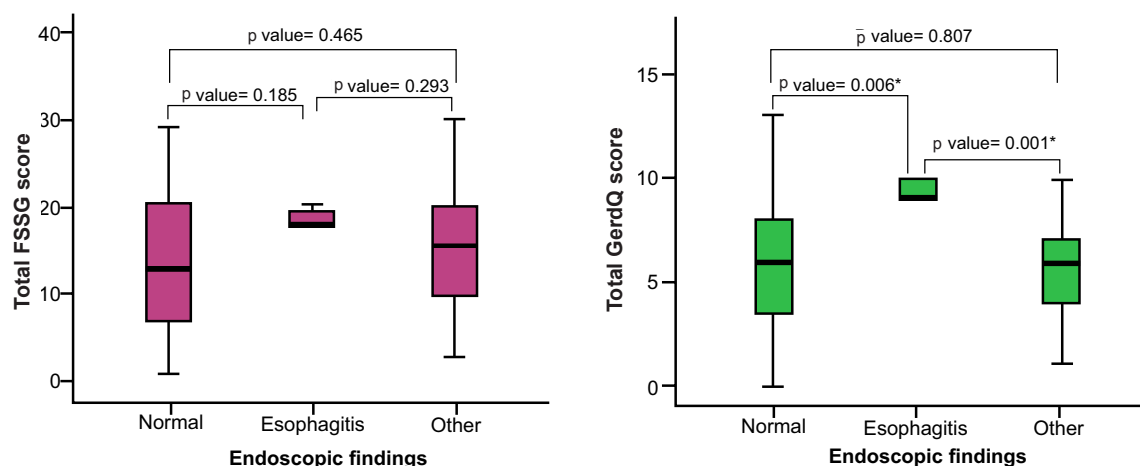 40
30
20
10
0
Total FSSG score
p value= 0.465
p value= 0.185
p value= 0.293
Normal
Esophagitis
Other
Endoscopic findings
15
10
5
0
Total GerdQ score
p value= 0.807
p value= 0.006*
p value= 0.001*
Normal
Esophagitis
Other
Endoscopic findings